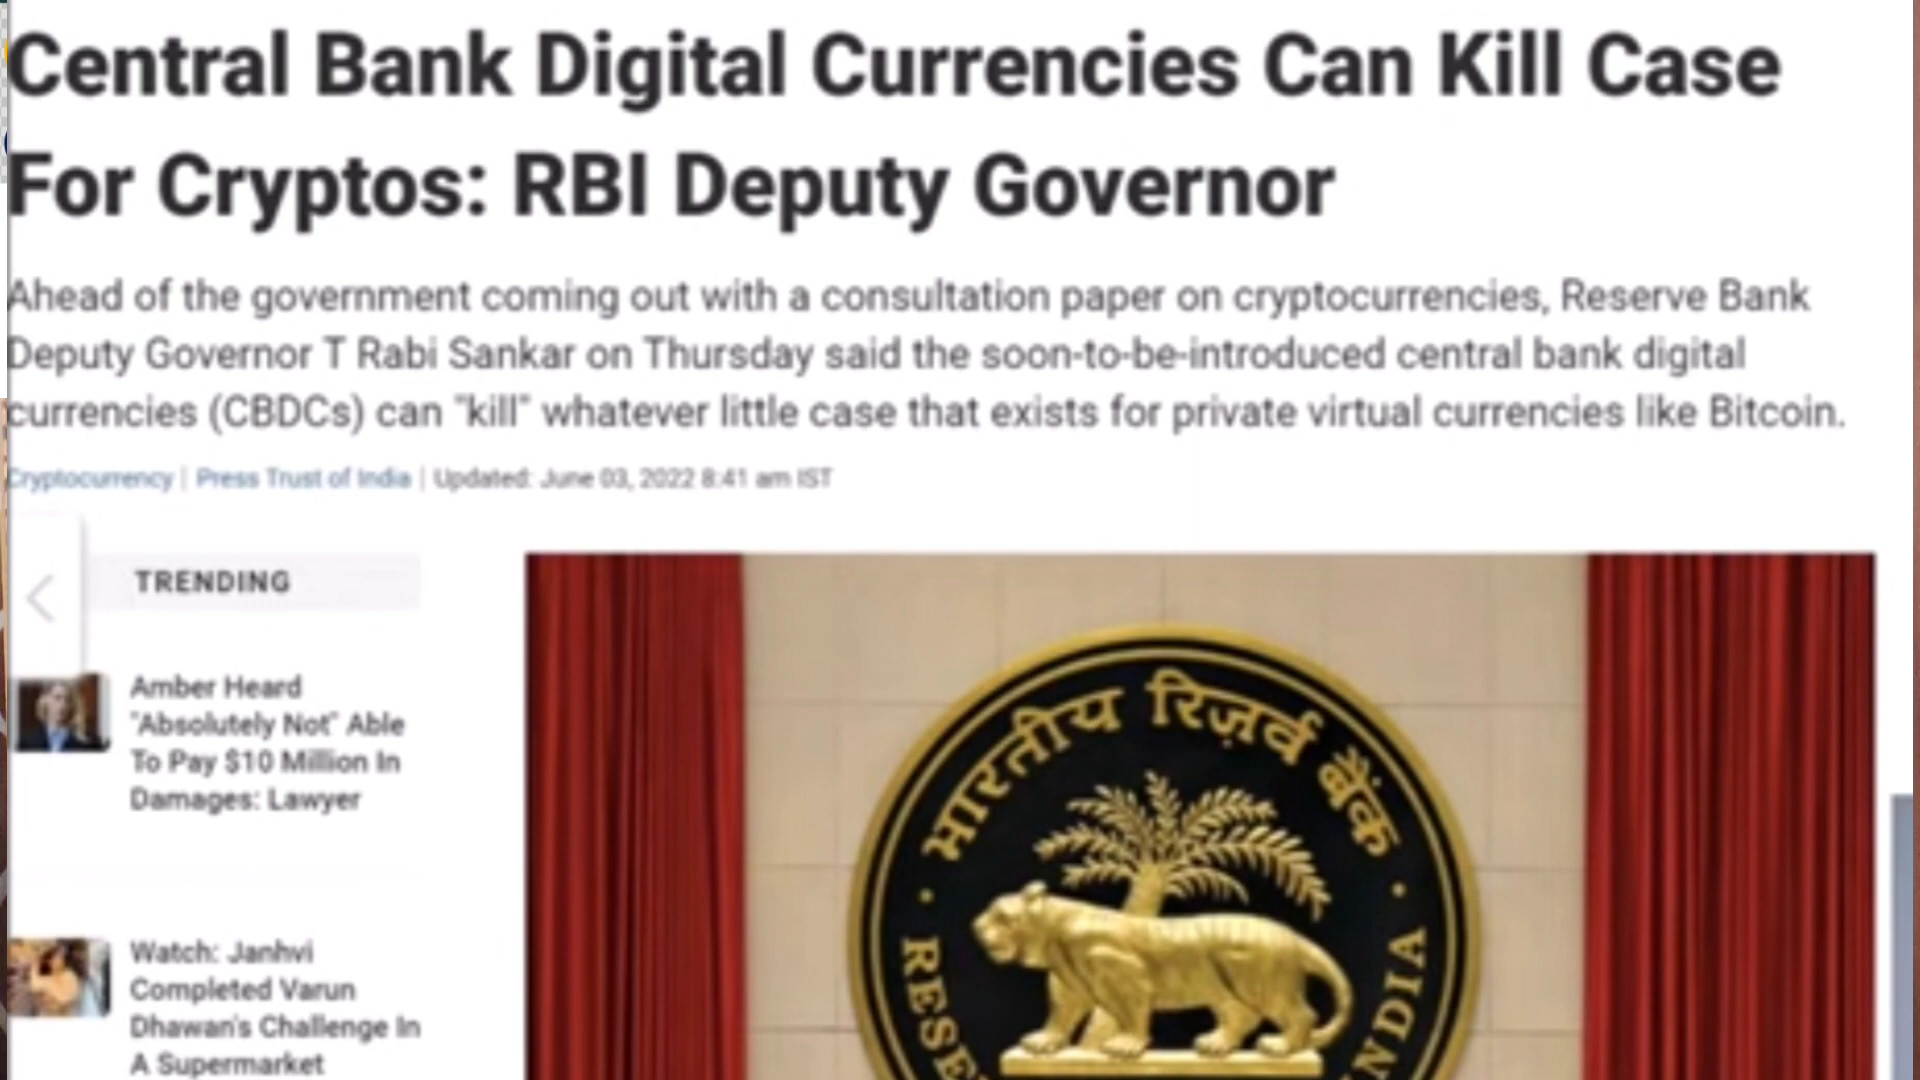 Central Bank Digital Currencies Can Kill Case
For Cryptos: RBI Deputy Governor
Ahead of the government coming out with a consultation paper on cryptocurrencies, Reserve Bank
Deputy Governor T Rabi Sankar on Thursday said the soon-to-be-introduced central bank digital
currencies (CBDCs) can "kill" whatever little case that exists for private virtual currencies like Bitcoin.
Cryptocurrency | Press Trust of India | Updated: June 03, 2022 8:41 am IST
TRENDING
Amber Heard
"Absolutely Not" Able
To Pay $10 Million In
Damages: Lawyer
Watch: Janhvi
Completed Varun
Dhawan's Challenge In
A Supermarket
भारतीय रिज़र्व बैंक